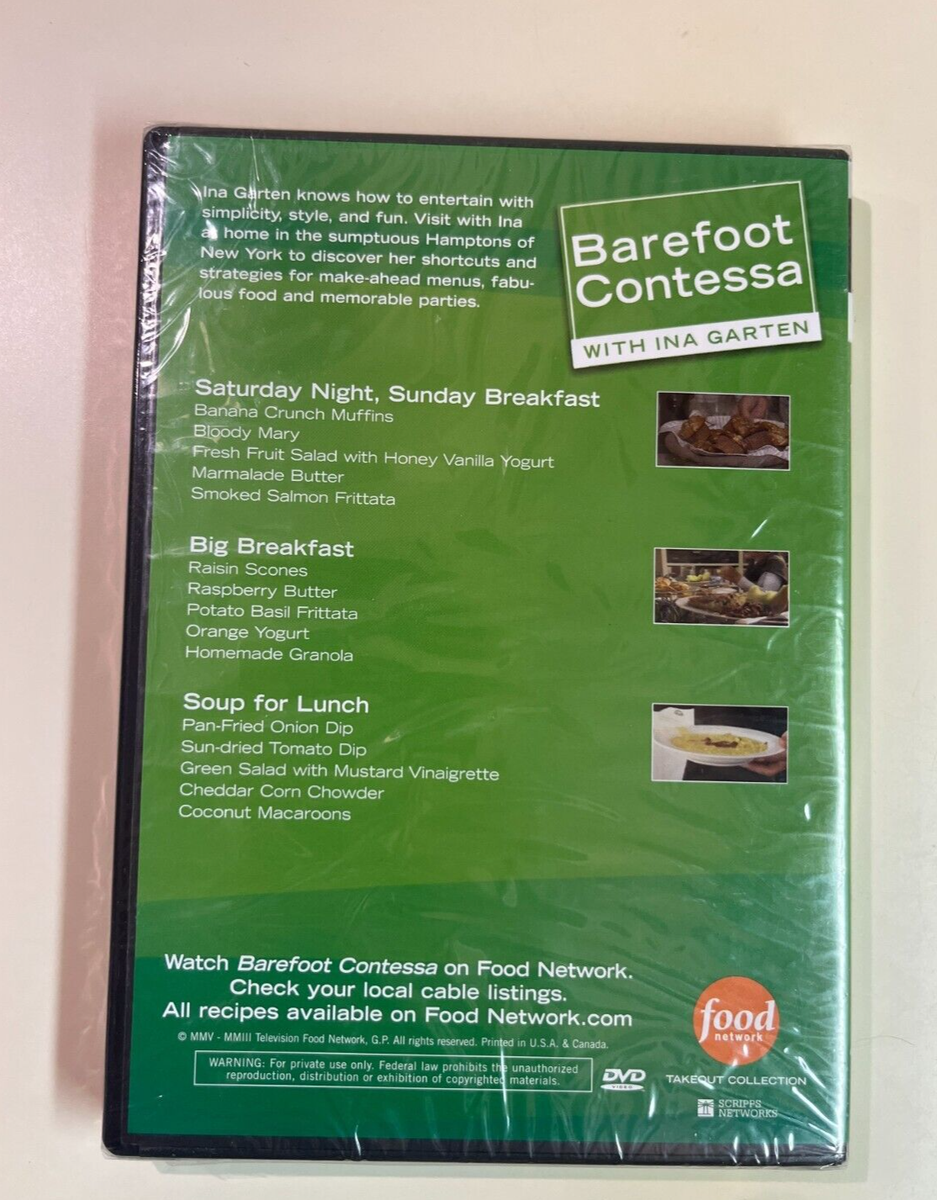 Ina Garten knows how to entertain with
simplicity, style, and fun. Visit with Ina
at home in the sumptuous Hamptons of
New York to discover her shortcuts and
strategies for make-ahead menus, fabu-
lous food and memorable parties.
Barefoot
Contessa
WITH INA GARTEN
Saturday Night, Sunday Breakfast
Banana Crunch Muffins
Bloody Mary
Fresh Fruit Salad with Honey Vanilla Yogurt
Marmalade Butter
Smoked Salmon Frittata
Big Breakfast
Raisin Scones
Raspberry Butter
Potato Basil Frittata
Orange Yogurt
Homemade Granola
Soup for Lunch
Pan-Fried Onion Dip
Sun-dried Tomato Dip
Green Salad with Mustard Vinaigrette
Cheddar Corn Chowder
Coconut Macaroons
Watch Barefoot Contessa on Food Network.
Check your local cable listings.
All recipes available on Food Network.com
© MMV - MMIII Television Food Network, G.P. All rights reserved. Printed in U.S.A. & Canada.
WARNING: For private use only. Federal law prohibits the unauthorized
reproduction, distribution or exhibition of copyrighted materials.
DVD
VIDEO
food
network
TAKEOUT COLLECTION
SCRIPPS
NETWORKS